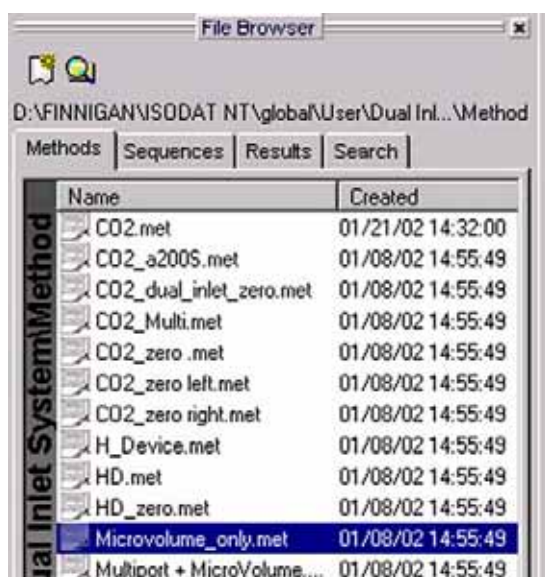 File Browser
D:\FINNIGAN\ISODAT NT\global\User\Dual Inl...\Method
Methods Sequences Results Search
Name Created
CO2.met 01/21/02 14:32:00
CO2_a200S.met 01/08/02 14:55:49
CO2_dual_inlet_zero.met 01/08/02 14:55:49
CO2_Multi.met 01/08/02 14:55:49
CO2_zero .met 01/08/02 14:55:49
CO2_zero left.met 01/08/02 14:55:49
CO2_zero right.met 01/08/02 14:55:49
H_Device.met 01/08/02 14:55:49
HD.met 01/08/02 14:55:49
HD_zero.met 01/08/02 14:55:49
Microvolume_only.met 01/08/02 14:55:49
Multiport + MicroVolume.... 01/08/02 14:55:49
ual Inlet System\Method